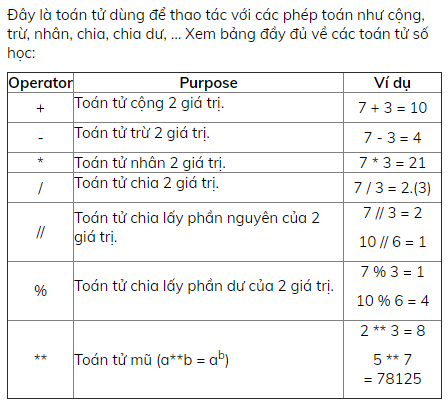 Đây là toán tử dùng để thao tác với các phép toán như cộng,
trừ, nhân, chia, chia dư, ... Xem bảng đầy đủ về các toán tử số
học:
Operator Purpose Ví dụ
+ Toán tử cộng 2 giá trị. 7 + 3 = 10
- Toán tử trừ 2 giá trị. 7 - 3 = 4
* Toán tử nhân 2 giá trị. 7 * 3 = 21
/ Toán tử chia 2 giá trị. 7 / 3 = 2.(3)
// Toán tử chia lấy phần nguyên của 2
giá trị.
7 // 3 = 2
10 // 6 = 1
% Toán tử chia lấy phần dư của 2 giá trị.
7 % 3 = 1
10 % 6 = 4
** Toán tử mũ (a**b = aᵇ)
2 ** 3 = 8
5 ** 7
= 78125